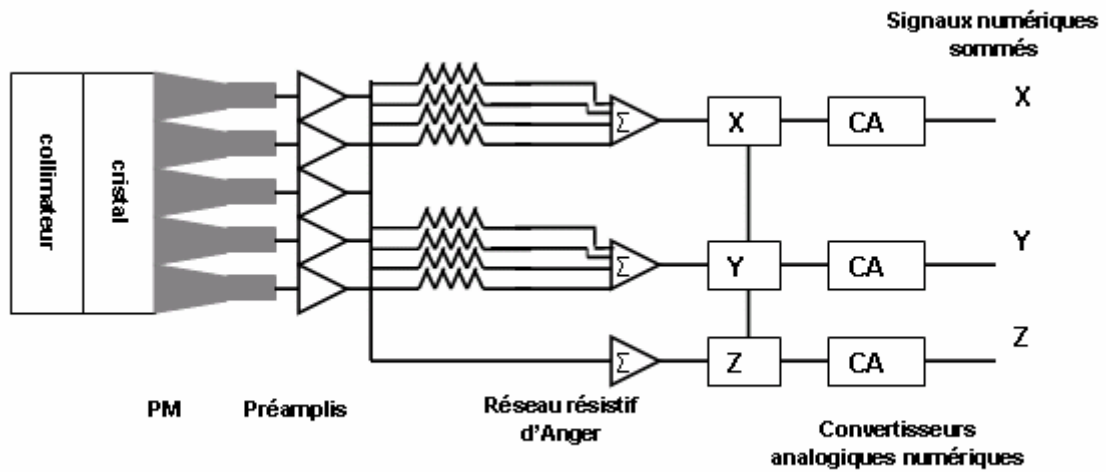 Signaux numériques
sommés
collimateur
cristal
Σ
X
CA
X
Σ
Y
CA
Y
Σ
Z
CA
Z
PM
Préamplis
Réseau résistif
d'Anger
Convertisseurs
analogiques numériques